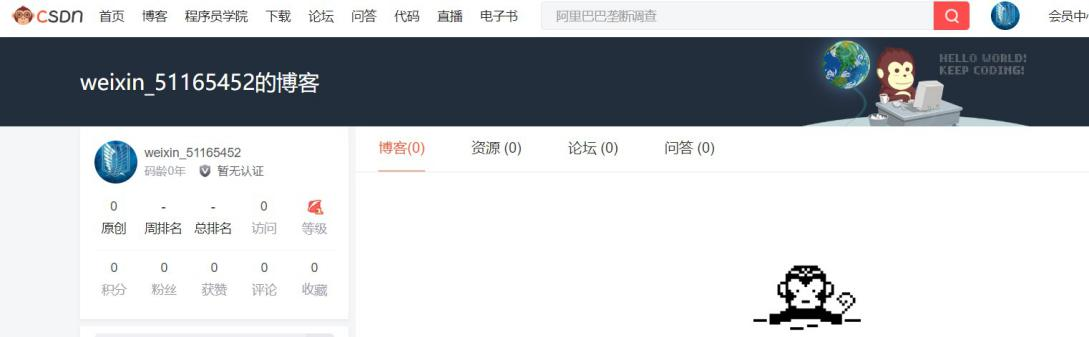 CSDN 首页 博客 程序员学院 下载 论坛 问答 代码 直播 电子书 阿里巴巴垄断调查 会员中
weixin_51165452的博客
HELLO WORLD!
KEEP CODING!
weixin_51165452
码龄0年 暂无认证
博客(0) 资源 (0) 论坛 (0) 问答 (0)
0 - - 0
原创 周排名 总排名 访问 等级
0 0 0 0 0
积分 粉丝 获赞 评论 收藏